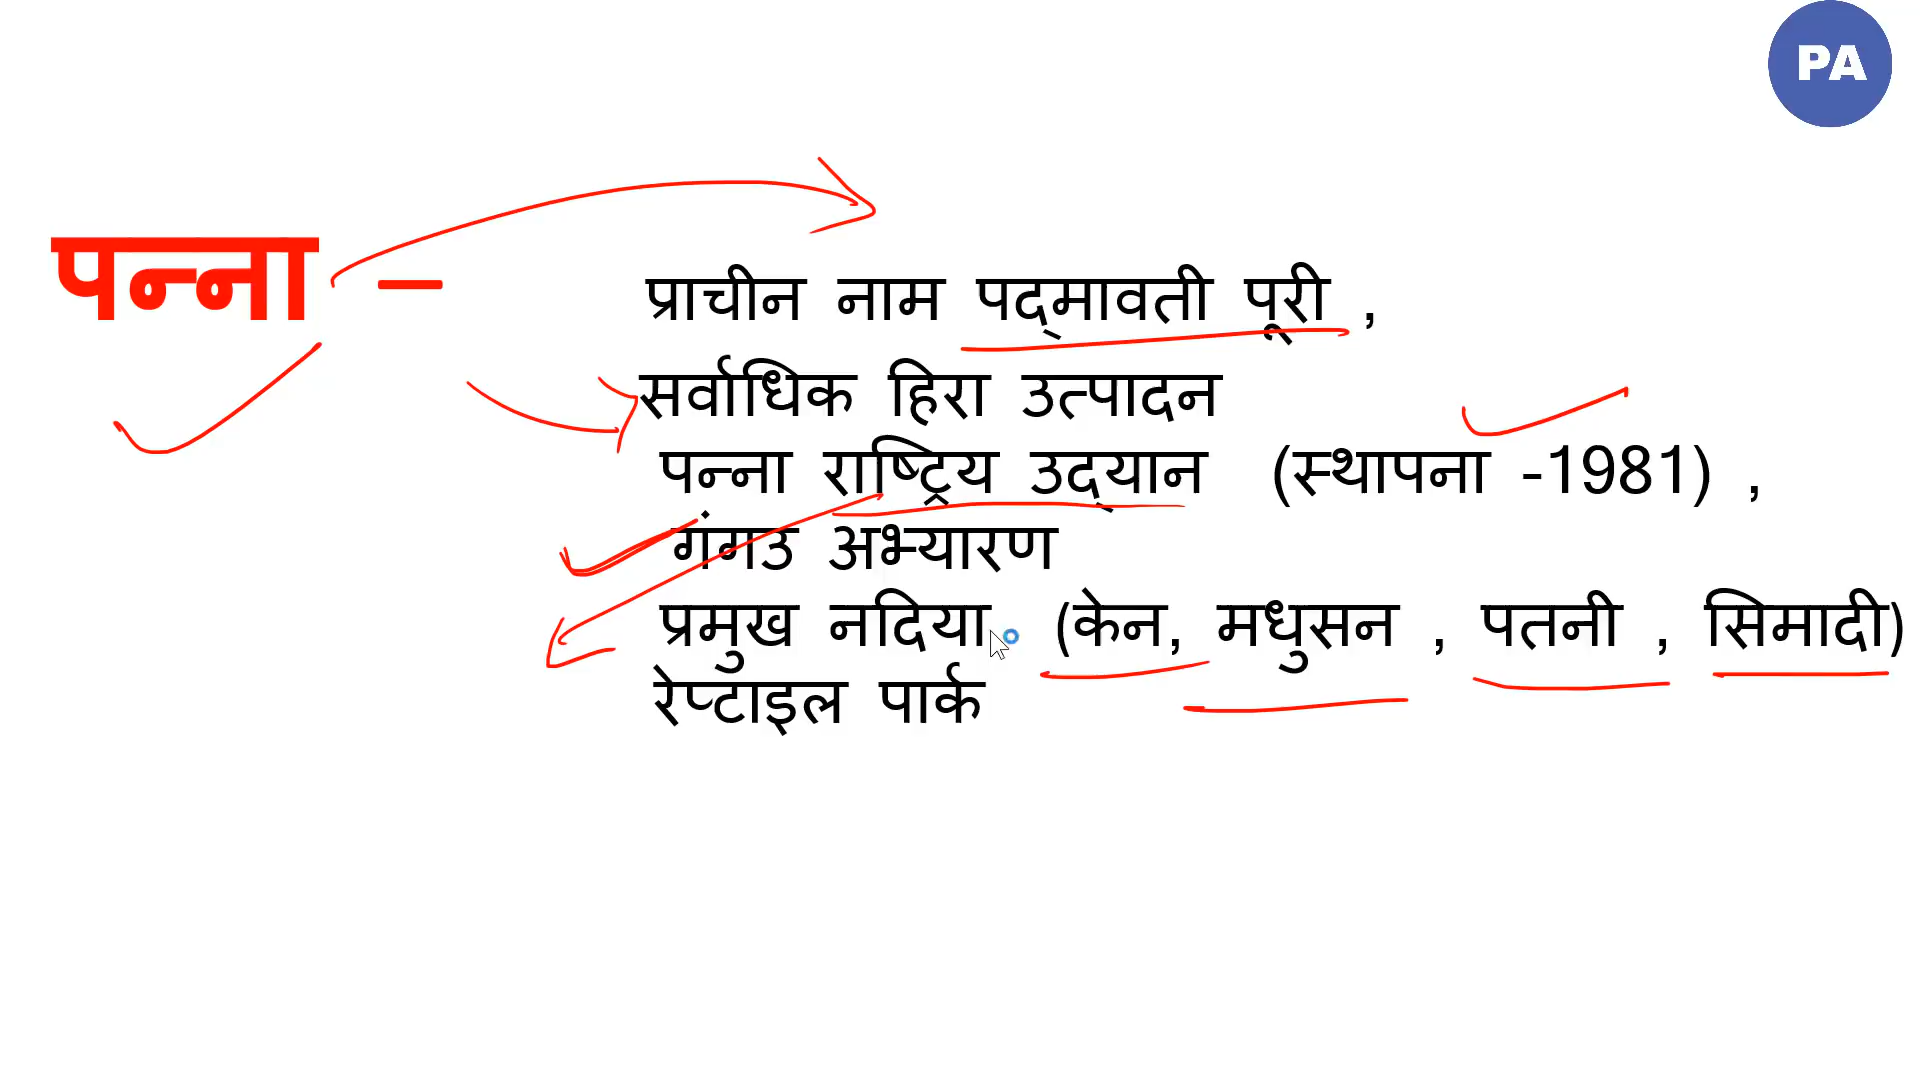 PA
पन्ना –
प्राचीन नाम पद्मावती पूरी ,
सर्वाधिक हिरा उत्पादन
पन्ना राष्ट्रिय उद्यान (स्थापना -1981) ,
गंगउ अभ्यारण
प्रमुख नदिया (केन, मधुसन , पतनी , सिमादी)
रेप्टाइल पार्क